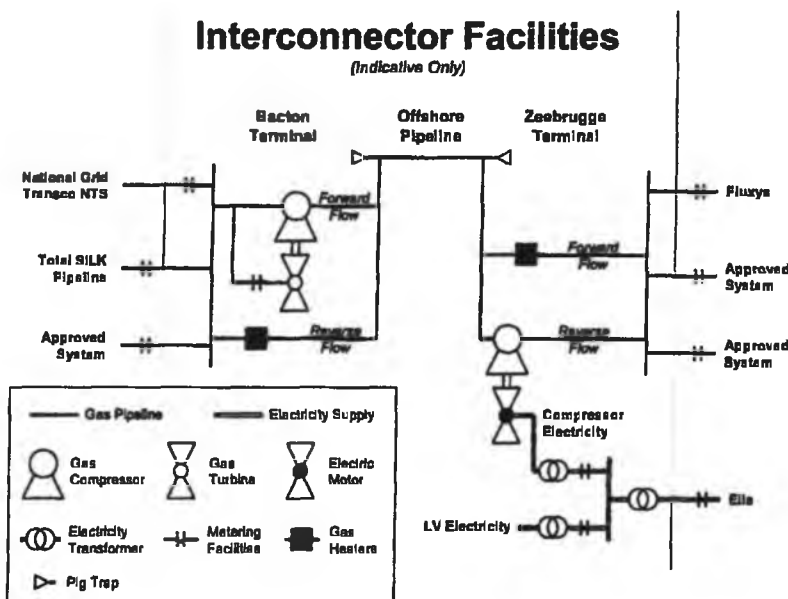 Interconnector Facilities
(Indicative Only)
Bacton
Terminal
Offshore
Pipeline
Zeebrugge
Terminal
National Grid
Transco NTS
Total SILK
Pipeline
Approved
System
Forward
Flow
Reverse
Flow
Forward
Flow
Reverse
Flow
Fluxys
Approved
System
Approved
System
Compressor
Electricity
LV Electricity
Elia
Gas Pipeline
Electricity Supply
Gas
Compressor
Gas
Turbine
Electric
Motor
Electricity
Transformer
Metering
Facilities
Gas
Heaters
Pig Trap